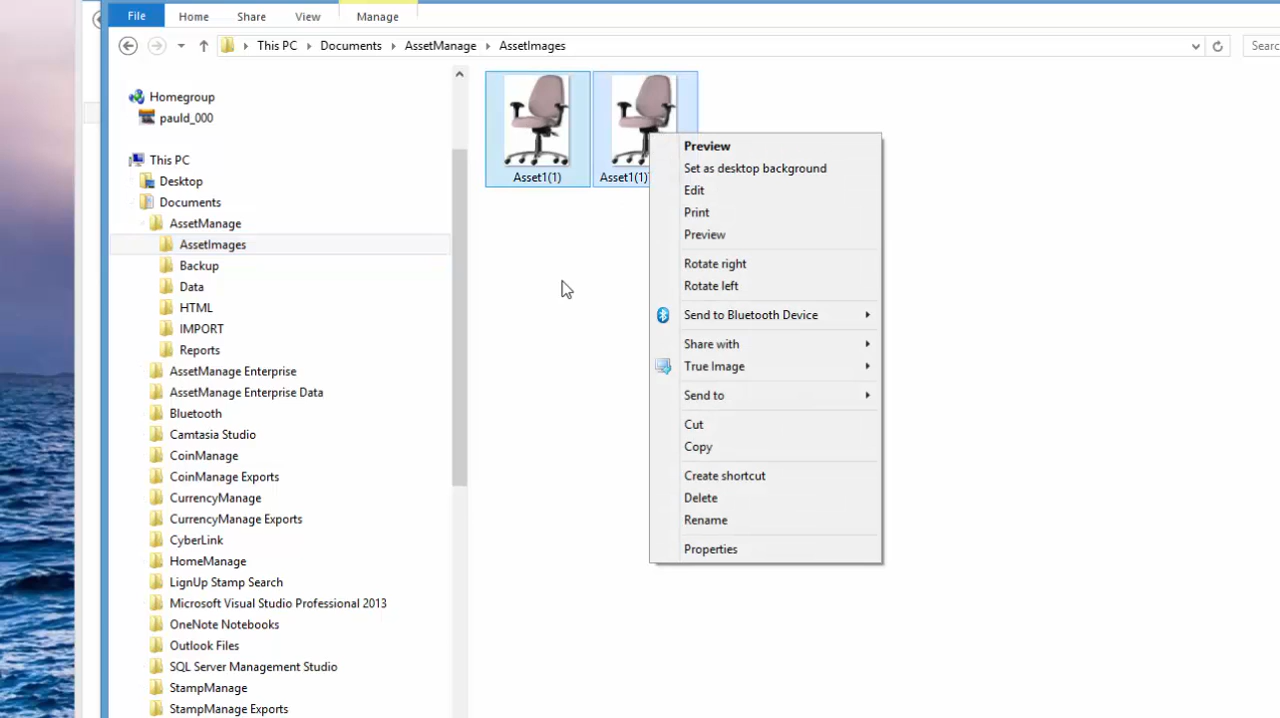 File
Home
Share
View
Manage
This PC
Documents
AssetManage
AssetImages
Homegroup
pauld_000
This PC
Desktop
Documents
AssetManage
AssetImages
Backup
Data
HTML
IMPORT
Reports
AssetManage Enterprise
AssetManage Enterprise Data
Bluetooth
Camtasia Studio
CoinManage
CoinManage Exports
CurrencyManage
CurrencyManage Exports
CyberLink
HomeManage
LignUp Stamp Search
Microsoft Visual Studio Professional 2013
OneNote Notebooks
Outlook Files
SQL Server Management Studio
StampManage
StampManage Exports
Asset1(1)
Asset1(1)
Preview
Set as desktop background
Edit
Print
Preview
Rotate right
Rotate left
Send to Bluetooth Device
Share with
True Image
Send to
Cut
Copy
Create shortcut
Delete
Rename
Properties